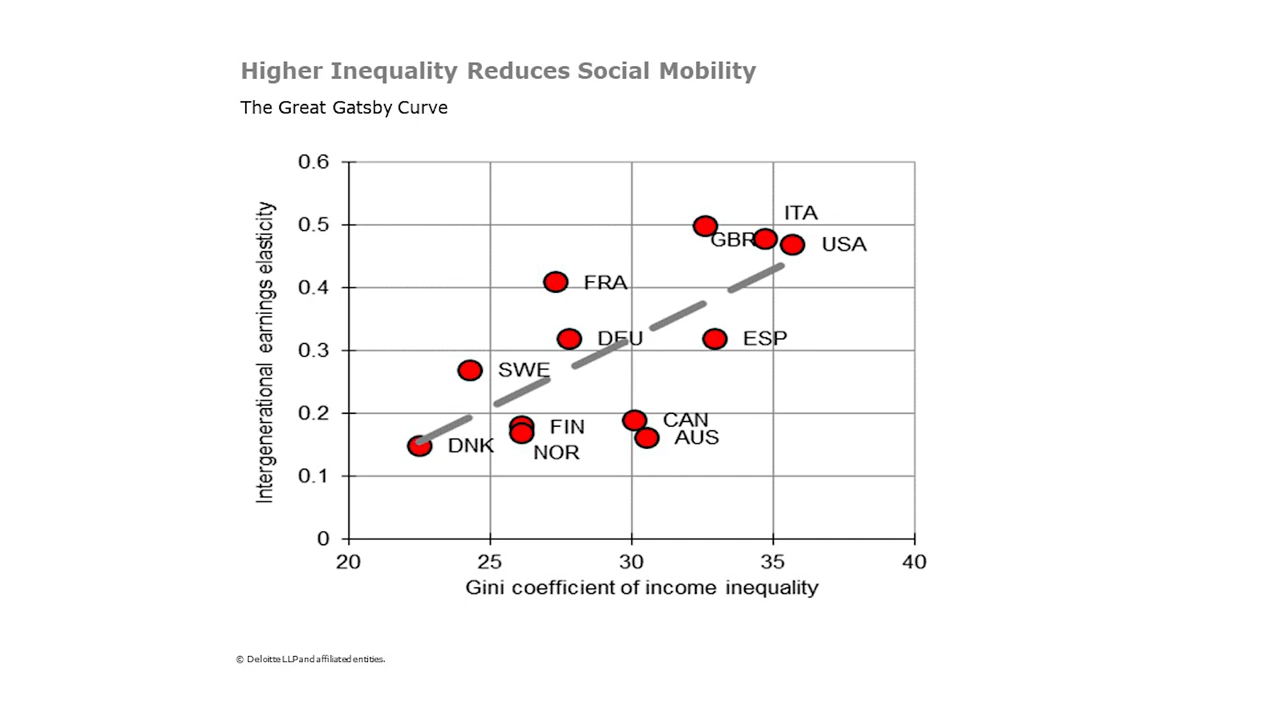 Higher Inequality Reduces Social Mobility
The Great Gatsby Curve
Intergenerational earnings elasticity
0.6
0.5
0.4
0.3
0.2
0.1
0
ITA
GBR
USA
FRA
DEU
ESP
SWE
CAN
FIN
AUS
DNK
NOR
20 25 30 35 40
Gini coefficient of income inequality
© Deloitte LLP and affiliated entities.